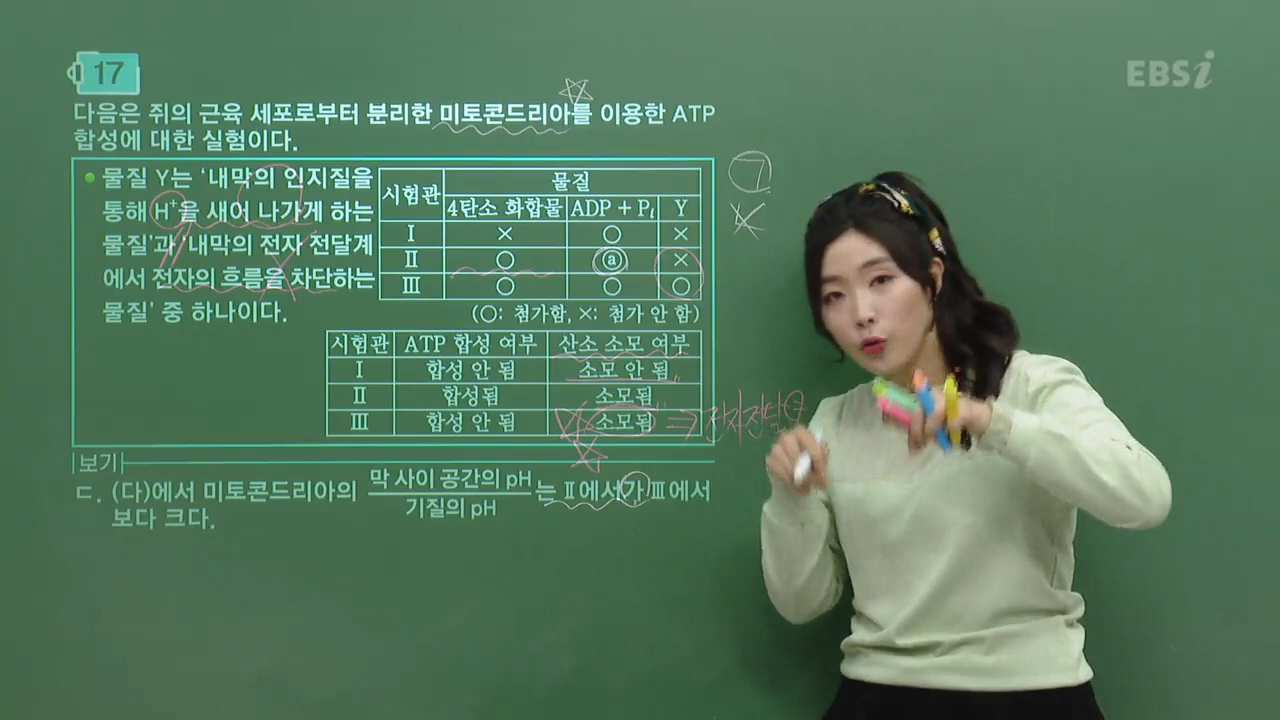 17
EBSi
다음은 쥐의 근육 세포로부터 분리한 미토콘드리아를 이용한 ATP
합성에 대한 실험이다.
물질 Y는 ‘내막의 인지질을
통해 H⁺을 새어 나가게 하는
물질’과 ‘내막의 전자 전달계
에서 전자의 흐름을 차단하는
물질’ 중 하나이다.
시험관 물질
4탄소 화합물 ADP + Pᵢ Y
Ⅰ × ○ ×
Ⅱ ○ ⓐ ×
Ⅲ ○ ○ ○
(○: 첨가함, ×: 첨가 안 함)
시험관 ATP 합성 여부 산소 소모 여부
Ⅰ 합성 안 됨 소모 안 됨
Ⅱ 합성됨 소모됨
Ⅲ 합성 안 됨 소모됨
⇒ 전자전달
보기
ㄷ. (다)에서 미토콘드리아의 막 사이 공간의 pH / 기질의 pH 는 Ⅱ에서가 Ⅲ에서
보다 크다.